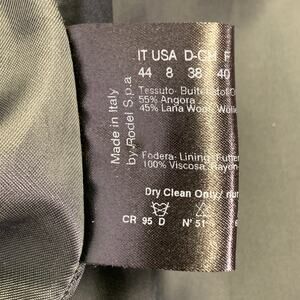 IT USA D-CH F
44 8 38 40
Tessuto-
55% Angora
45% Lana Wool
Fodera- Lining
100% Viscosa
Dry Clean Only/
CR 95 D N° 51
Made in Italy
by Rodel S.p.a